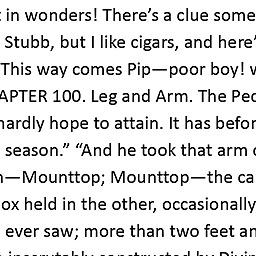 in wonders! There’s a clue some
Stubb, but I like cigars, and here’
This way comes Pip—poor boy! w
APTER 100. Leg and Arm. The Peq
hardly hope to attain. It has befor
season.” “And he took that arm o
—Mounttop; Mounttop—the ca
ox held in the other, occasionally
ever saw; more than two feet an